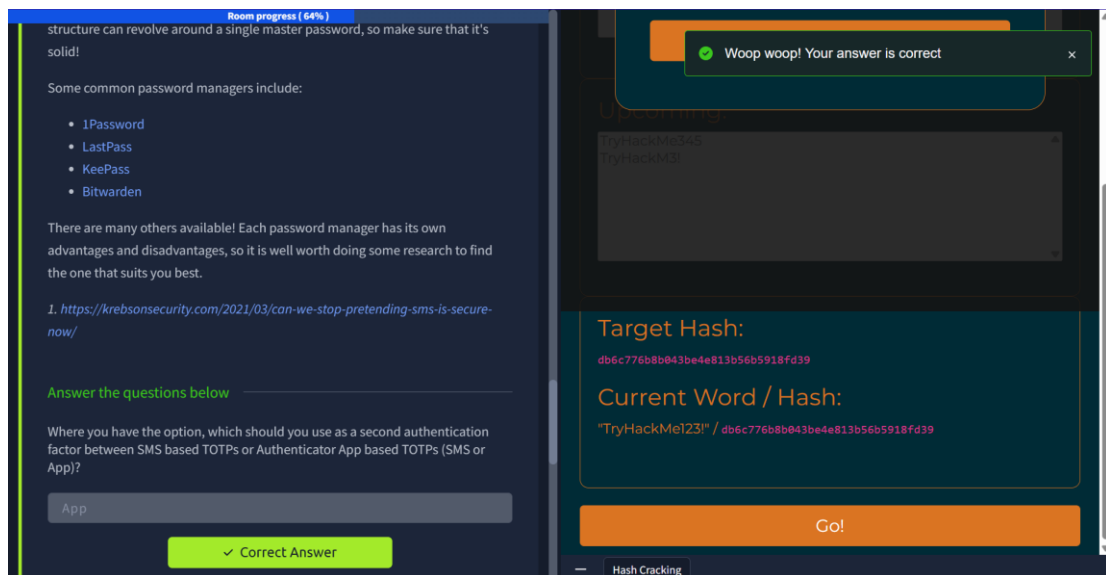 Room progress ( 64% )
structure can revolve around a single master password, so make sure that it's
solid!
Some common password managers include:
• 1Password
• LastPass
• KeePass
• Bitwarden
There are many others available! Each password manager has its own
advantages and disadvantages, so it is well worth doing some research to find
the one that suits you best.
1. https://krebsonsecurity.com/2021/03/can-we-stop-pretending-sms-is-secure-
now/
Answer the questions below
Where you have the option, which should you use as a second authentication
factor between SMS based TOTPs or Authenticator App based TOTPs (SMS or
App)?
App
✓ Correct Answer
Woop woop! Your answer is correct
×
Upcoming:
TryHackMe345
TryHackM3!
Target Hash:
db6c776b8b043be4e813b56b5918fd39
Current Word / Hash:
"TryHackMe123!" / db6c776b8b043be4e813b56b5918fd39
Go!
Hash Cracking